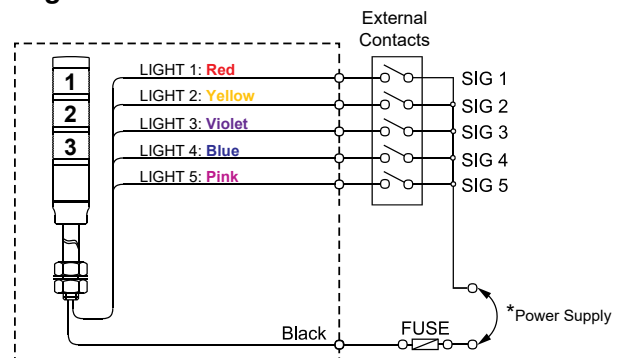 External
Contacts
1
2
3
LIGHT 1: Red
LIGHT 2: Yellow
LIGHT 3: Violet
LIGHT 4: Blue
LIGHT 5: Pink
SIG 1
SIG 2
SIG 3
SIG 4
SIG 5
*Power Supply
Black
FUSE